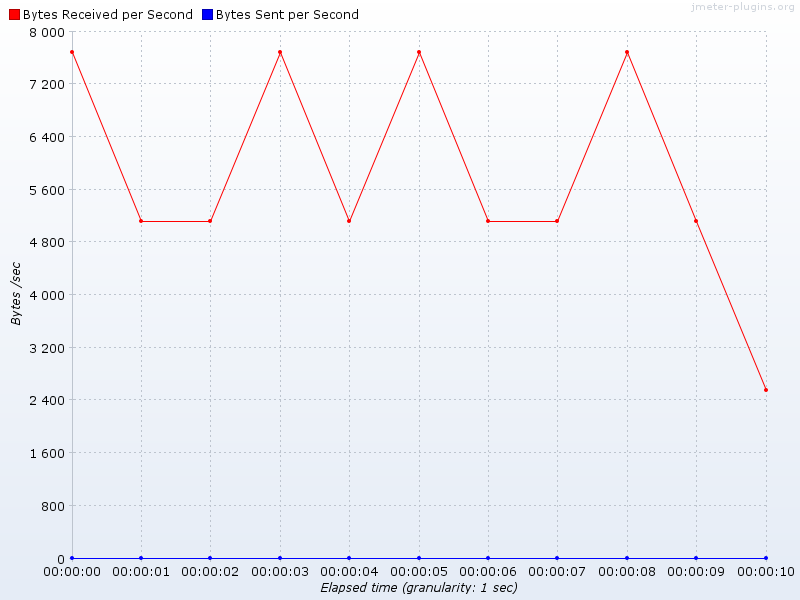 jmeter-plugins.org
Bytes Received per Second Bytes Sent per Second
8 000
7 200
6 400
5 600
4 800
4 000
3 200
2 400
1 600
800
0
Bytes /sec
00:00:00 00:00:01 00:00:02 00:00:03 00:00:04 00:00:05 00:00:06 00:00:07 00:00:08 00:00:09 00:00:10
Elapsed time (granularity: 1 sec)